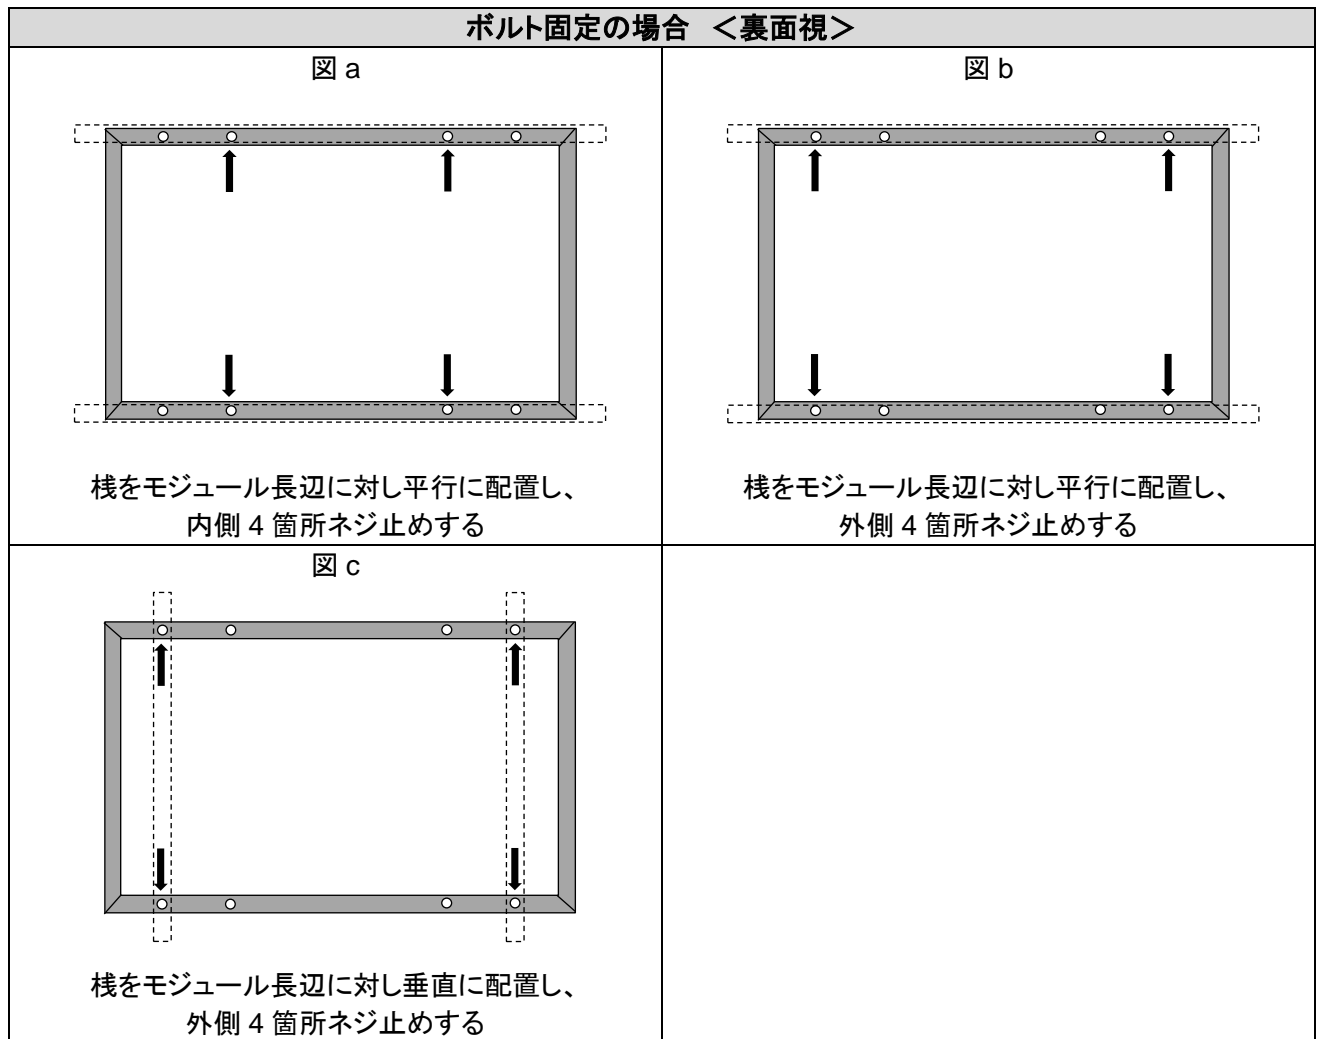 ボルト固定の場合 <裏面視>
図 a
桟をモジュール長辺に対し平行に配置し、
内側 4 箇所ネジ止めする
図 b
桟をモジュール長辺に対し平行に配置し、
外側 4 箇所ネジ止めする
図 c
桟をモジュール長辺に対し垂直に配置し、
外側 4 箇所ネジ止めする